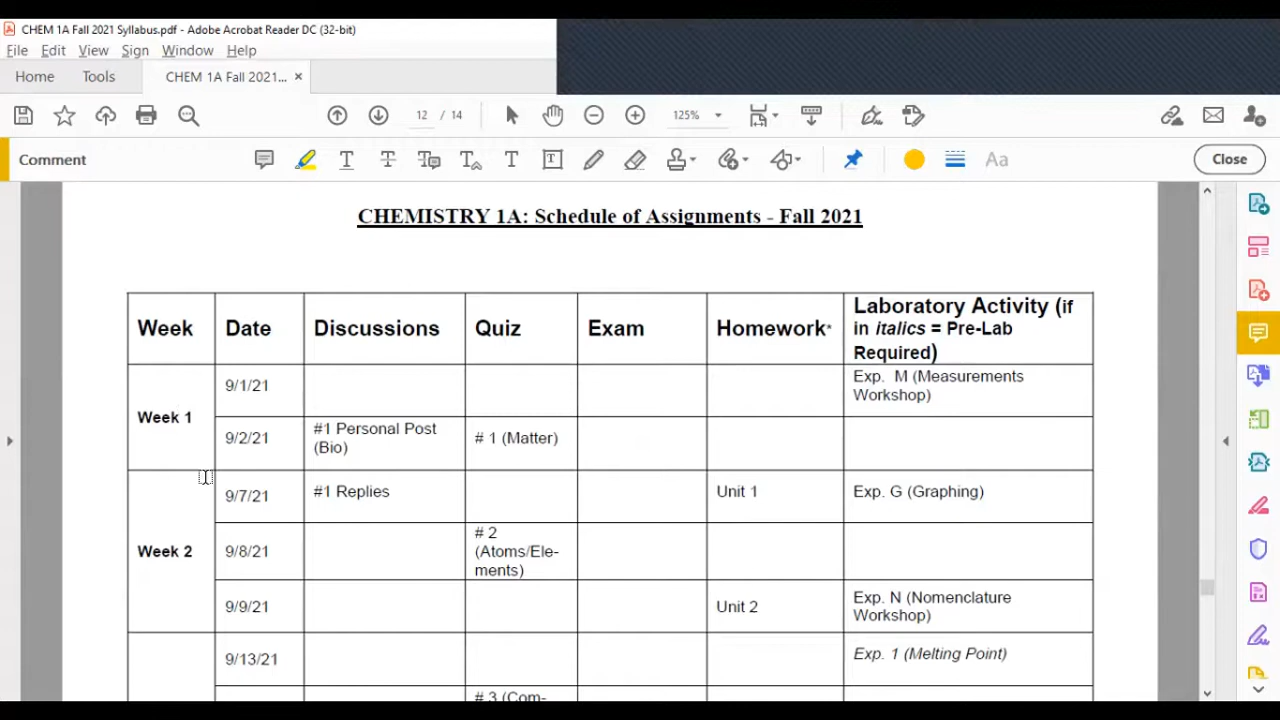 CHEM 1A Fall 2021 Syllabus.pdf - Adobe Acrobat Reader DC (32-bit)
File Edit View Sign Window Help
Home Tools CHEM 1A Fall 2021... ×
12 / 14 125%
Comment Aa Close
CHEMISTRY 1A: Schedule of Assignments - Fall 2021
Week Date Discussions Quiz Exam Homework* Laboratory Activity (if
in italics = Pre-Lab
Required)
Week 1
9/1/21 Exp. M (Measurements
Workshop)
9/2/21 #1 Personal Post
(Bio) # 1 (Matter)
Week 2
9/7/21 #1 Replies Unit 1 Exp. G (Graphing)
9/8/21 # 2
(Atoms/Ele-
ments)
9/9/21 Unit 2 Exp. N (Nomenclature
Workshop)
9/13/21 Exp. 1 (Melting Point)
# 3 (Com-